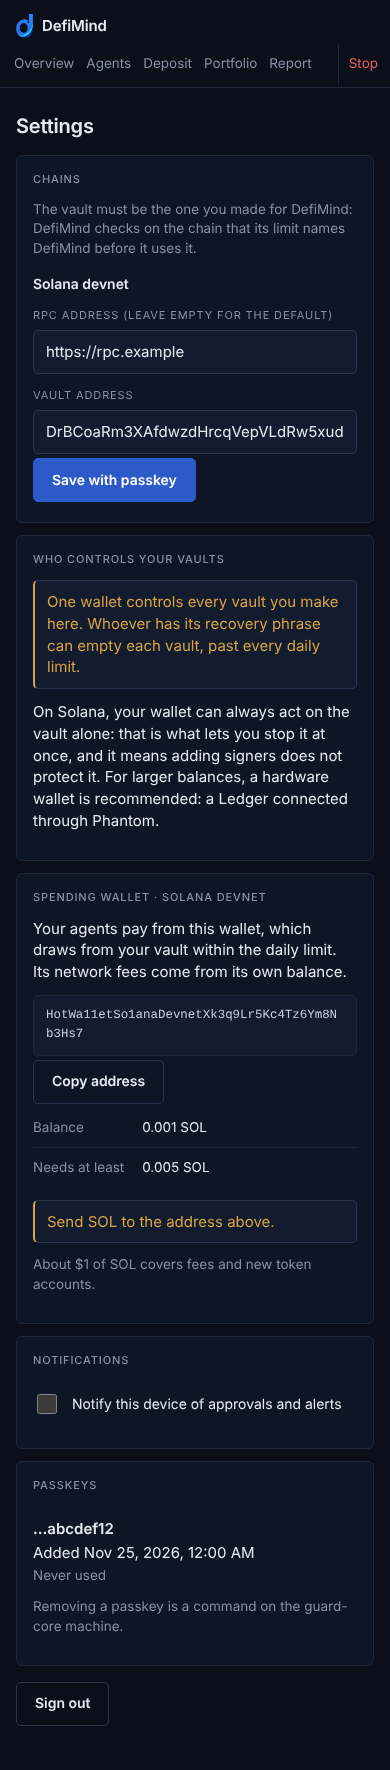 DefiMind
Overview Agents Deposit Portfolio Report Stop
Settings
CHAINS
The vault must be the one you made for DefiMind:
DefiMind checks on the chain that its limit names
DefiMind before it uses it.
Solana devnet
RPC ADDRESS (LEAVE EMPTY FOR THE DEFAULT)
https://rpc.example
VAULT ADDRESS
DrBCoaRm3XAfdwzdHrcqVepVLdRw5xud
Save with passkey
WHO CONTROLS YOUR VAULTS
One wallet controls every vault you make
here. Whoever has its recovery phrase
can empty each vault, past every daily
limit.
On Solana, your wallet can always act on the
vault alone: that is what lets you stop it at
once, and it means adding signers does not
protect it. For larger balances, a hardware
wallet is recommended: a Ledger connected
through Phantom.
SPENDING WALLET · SOLANA DEVNET
Your agents pay from this wallet, which
draws from your vault within the daily limit.
Its network fees come from its own balance.
HotWa11etSo1anaDevnetXk3q9Lr5Kc4Tz6Ym8N
b3Hs7
Copy address
Balance 0.001 SOL
Needs at least 0.005 SOL
Send SOL to the address above.
About $1 of SOL covers fees and new token
accounts.
NOTIFICATIONS
Notify this device of approvals and alerts
PASSKEYS
...abcdef12
Added Nov 25, 2026, 12:00 AM
Never used
Removing a passkey is a command on the guard-
core machine.
Sign out